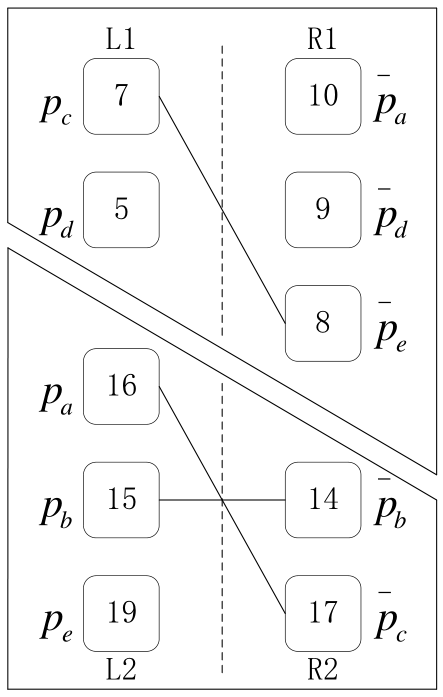 L1 R1
p_c 7 10 p̄_a
p_d 5 9 p̄_d
8 p̄_e
p_a 16
p_b 15 14 p̄_b
p_e 19 17 p̄_c
L2 R2